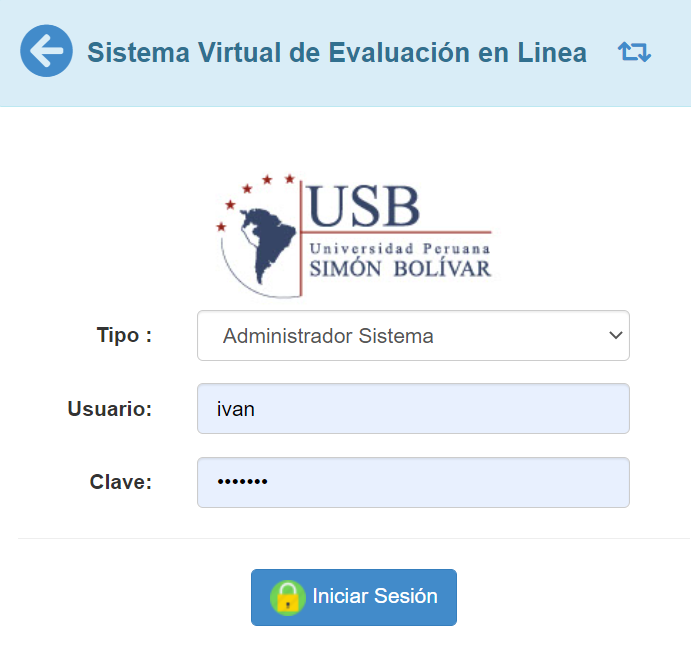 Sistema Virtual de Evaluación en Linea
USB
Universidad Peruana
SIMÓN BOLÍVAR
Tipo : Administrador Sistema
Usuario: ivan
Clave: •••••••
Iniciar Sesión